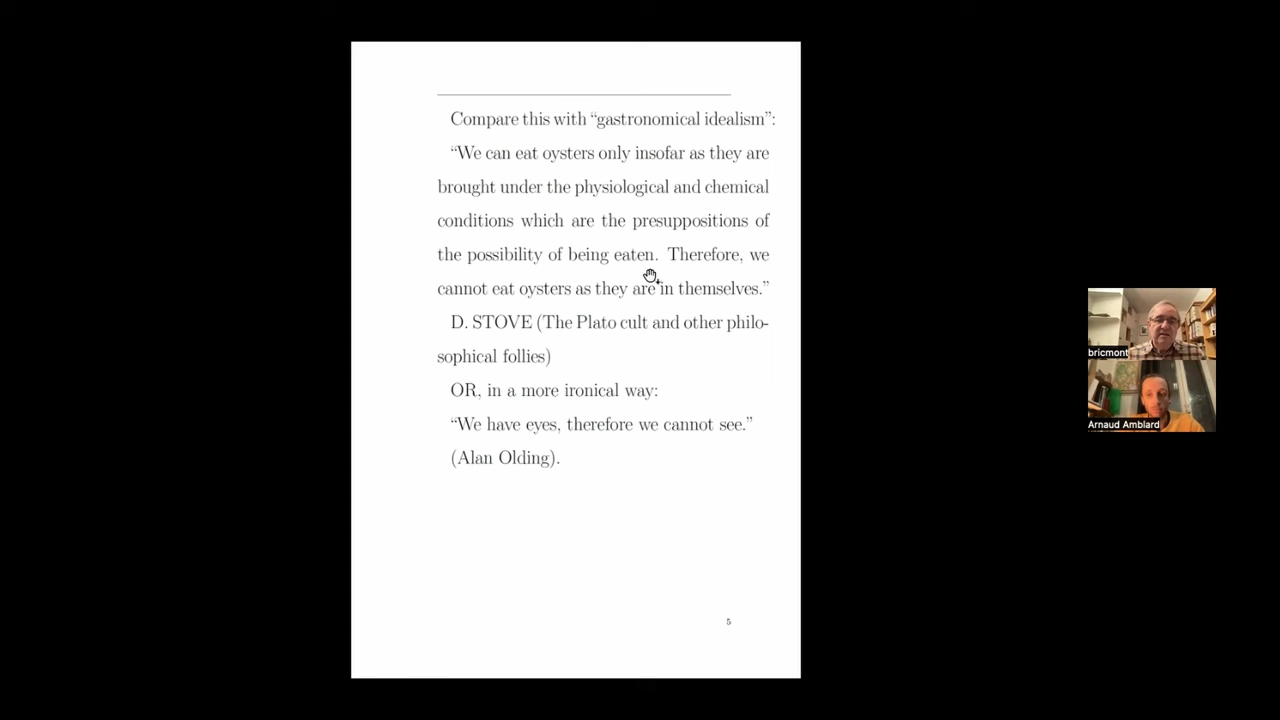 Compare this with “gastronomical idealism”:
“We can eat oysters only insofar as they are
brought under the physiological and chemical
conditions which are the presuppositions of
the possibility of being eaten. Therefore, we
cannot eat oysters as they are in themselves.”
D. STOVE (The Plato cult and other philo-
sophical follies)
OR, in a more ironical way:
“We have eyes, therefore we cannot see.”
(Alan Olding).
5
bricmont
Arnaud Amblard